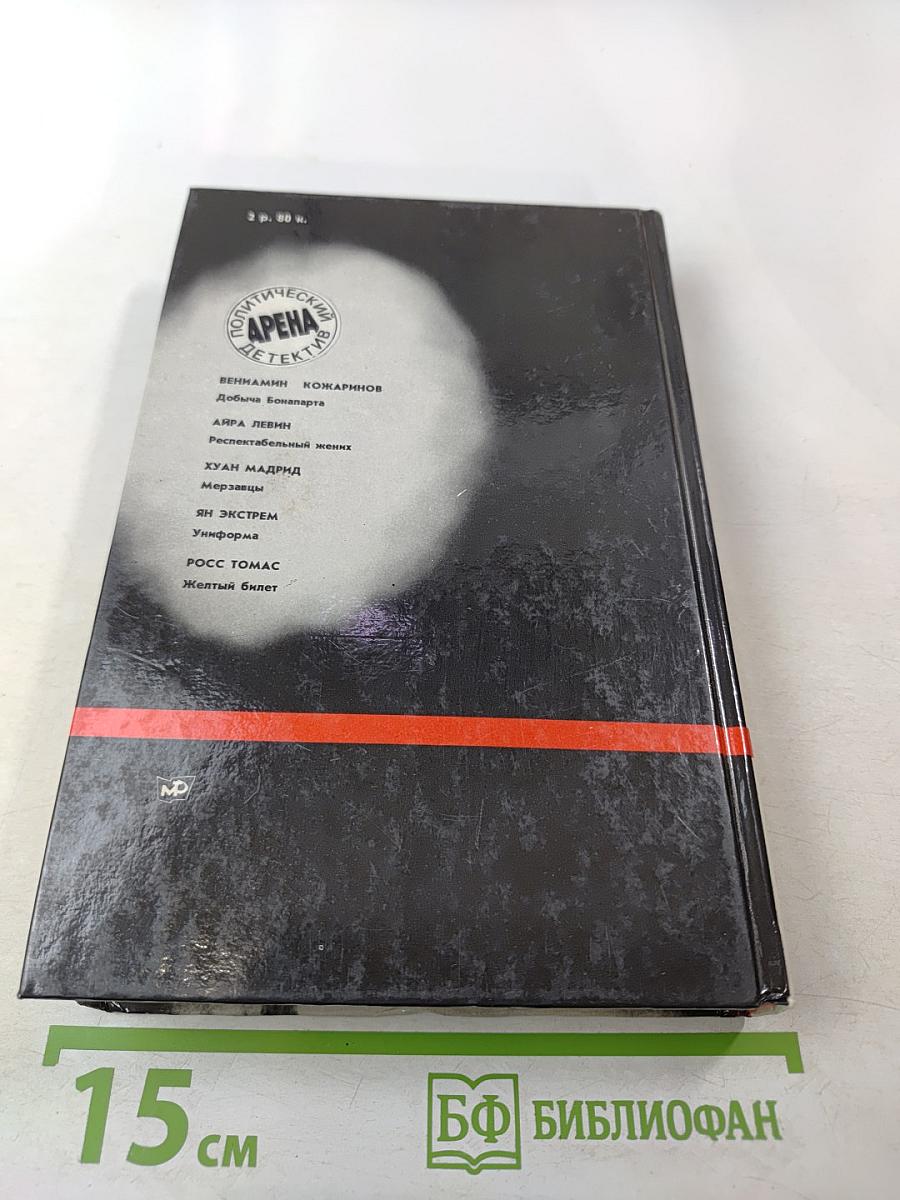 2 р. 80 к.
ПОЛИТИЧЕСКИЙ
АРЕНА
ДЕТЕКТИВ
ВЕНИАМИН КОЖАРИНОВ
Добыча Бонапарта
АЙРА ЛЕВИН
Респектабельный жених
ХУАН МАДРИД
Мерзавцы
ЯН ЭКСТРЕМ
Униформа
РОСС ТОМАС
Желтый билет
МР
15 см
БФ БИБЛИОФАН